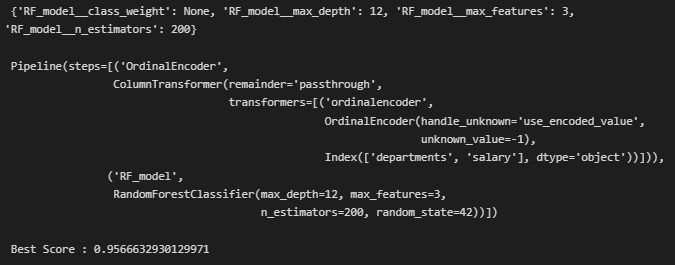 {'RF_model__class_weight': None, 'RF_model__max_depth': 12, 'RF_model__max_features': 3,
'RF_model__n_estimators': 200}
Pipeline(steps=[('OrdinalEncoder',
ColumnTransformer(remainder='passthrough',
transformers=[('ordinalencoder',
OrdinalEncoder(handle_unknown='use_encoded_value',
unknown_value=-1),
Index(['departments', 'salary'], dtype='object'))])),
('RF_model',
RandomForestClassifier(max_depth=12, max_features=3,
n_estimators=200, random_state=42))])
Best Score : 0.9566632930129971